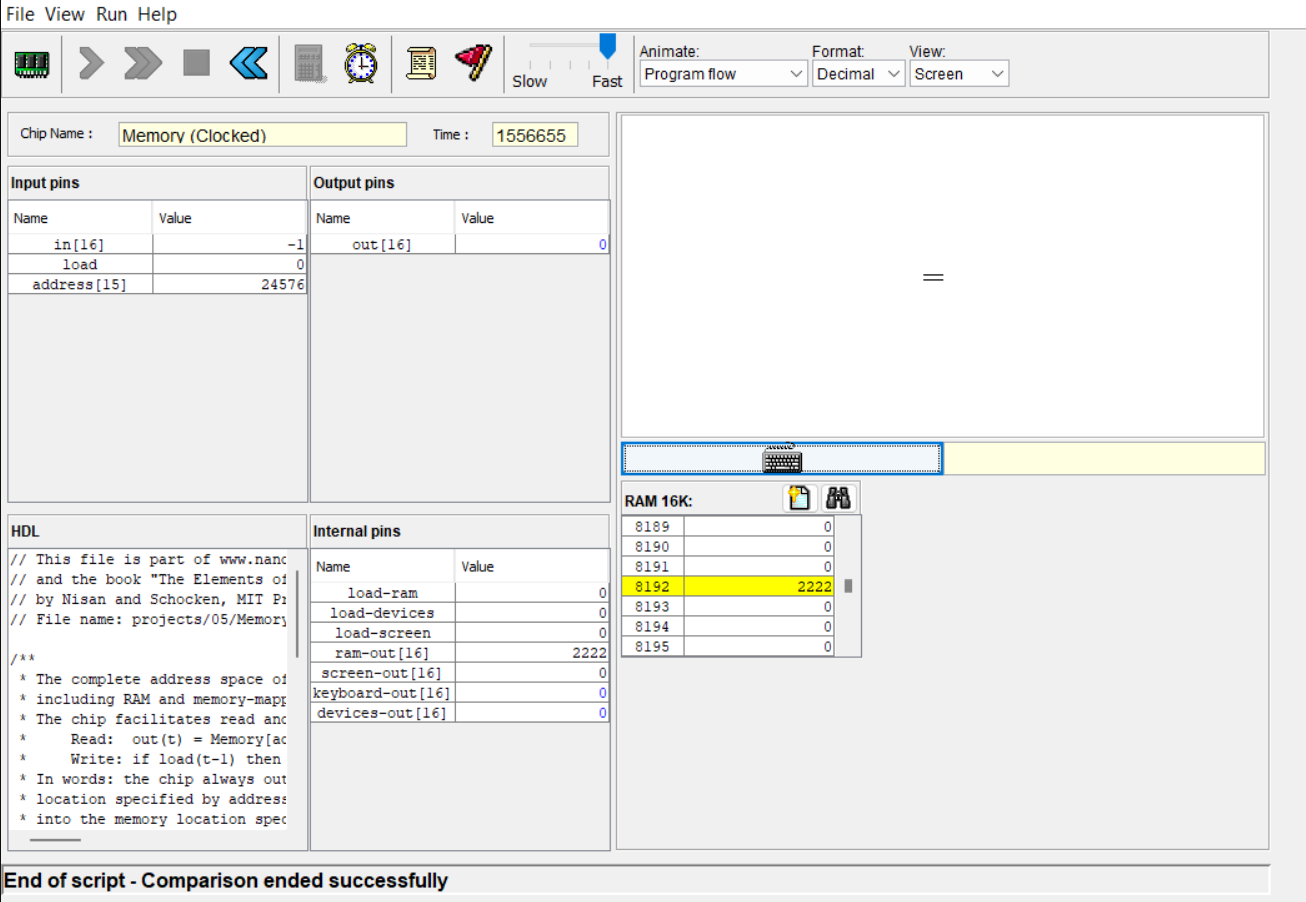 File View Run Help
Slow Fast
Animate: Format: View:
Program flow Decimal Screen
Chip Name : Memory (Clocked) Time : 1556655
Input pins
Name Value
in[16] -1
load 0
address[15] 24576
Output pins
Name Value
out[16] 0
HDL
// This file is part of www.nand
// and the book "The Elements of
// by Nisan and Schocken, MIT Pr
// File name: projects/05/Memory
/**
* The complete address space of
* including RAM and memory-mapp
* The chip facilitates read and
* Read: out(t) = Memory[ad
* Write: if load(t-1) then
* In words: the chip always out
* location specified by address
* into the memory location spec
Internal pins
Name Value
load-ram 0
load-devices 0
load-screen 0
ram-out[16] 2222
screen-out[16] 0
keyboard-out[16] 0
devices-out[16] 0
RAM 16K:
8189 0
8190 0
8191 0
8192 2222
8193 0
8194 0
8195 0
End of script - Comparison ended successfully